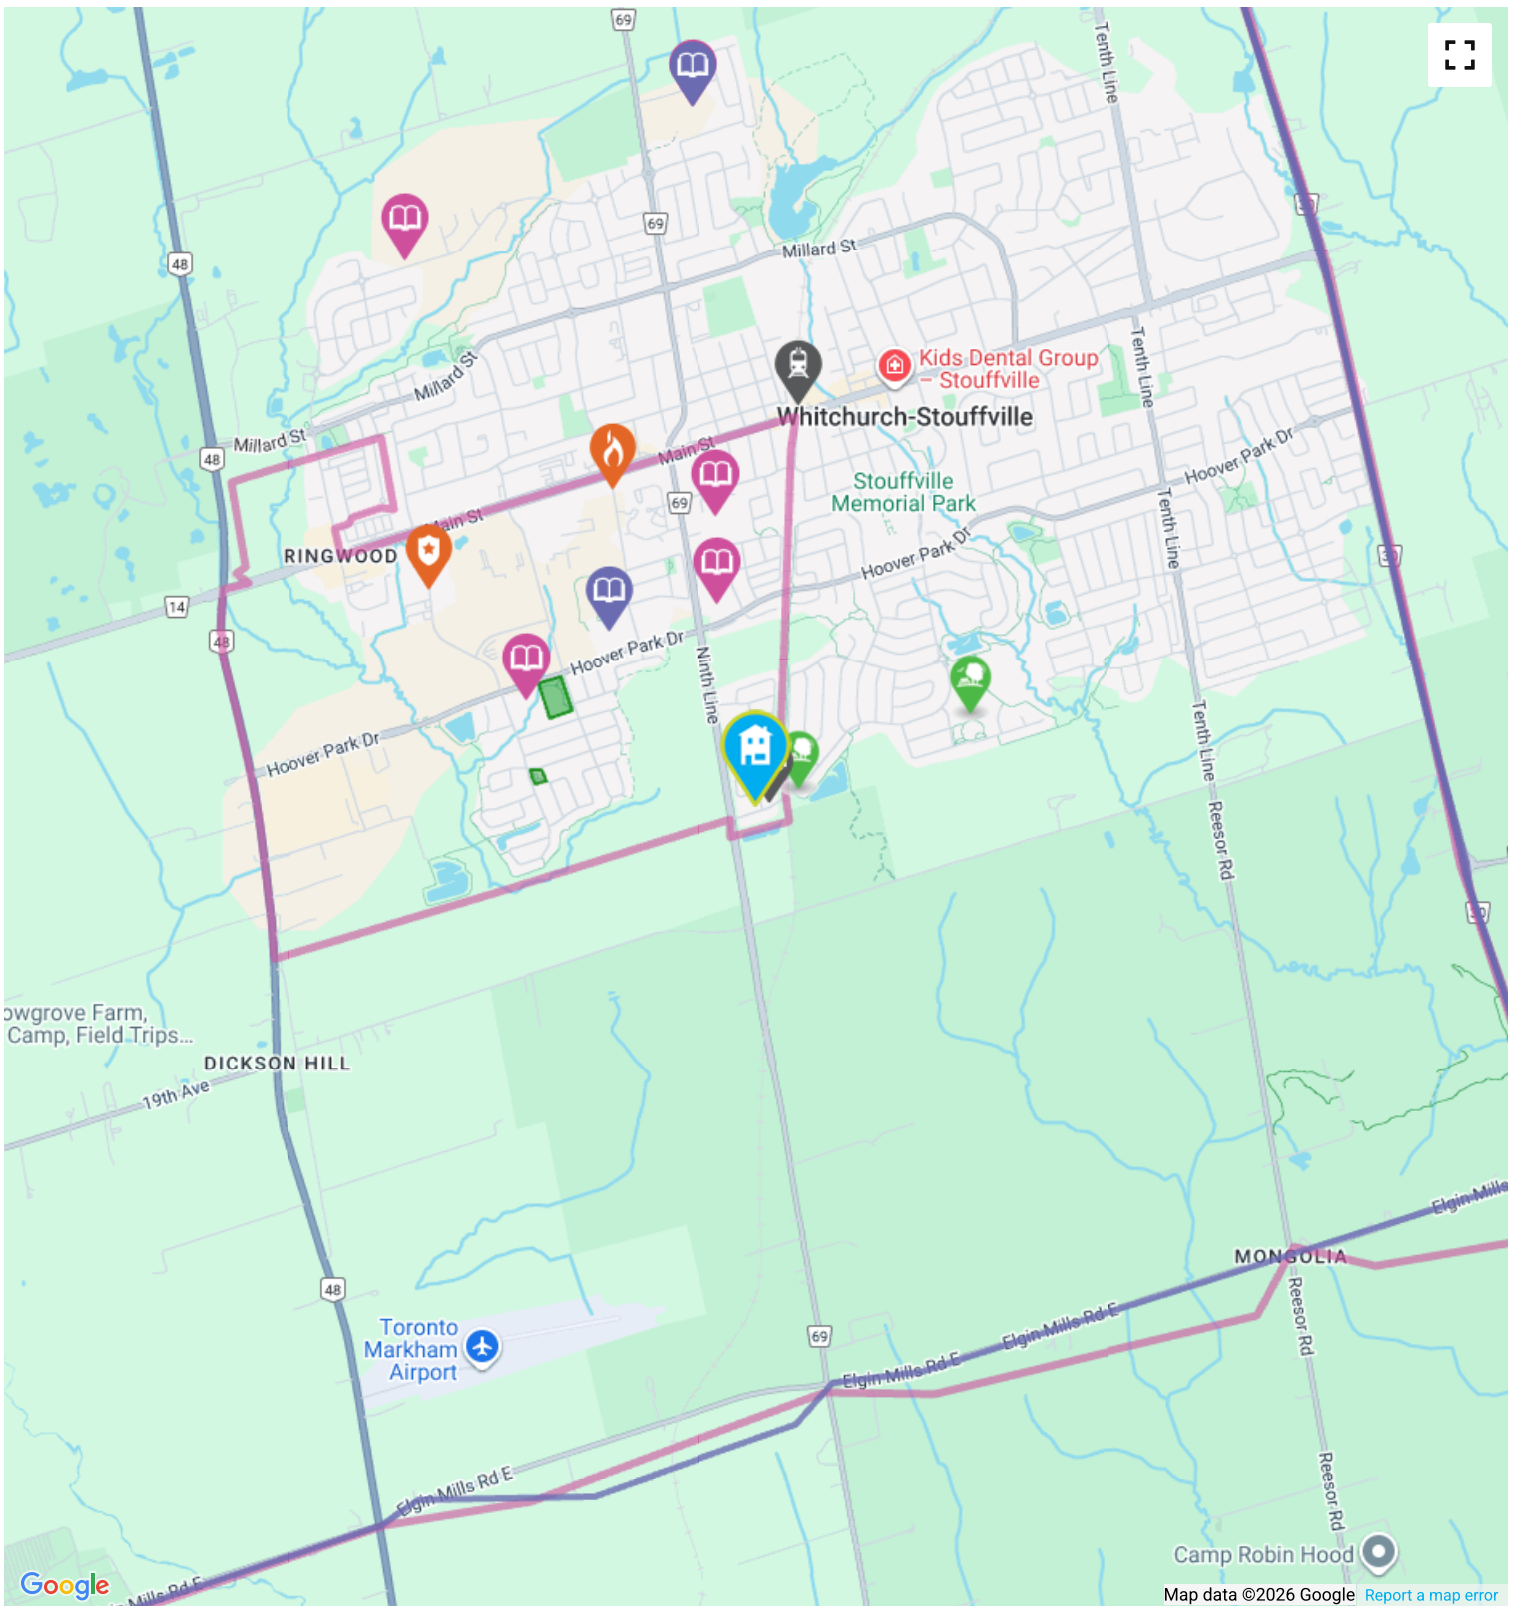 69
Tenth Line
69
48
30
Millard St
Kids Dental Group
– Stouffville
Tenth Line
Millard St
Whitchurch-Stouffville
Millard St
48
Main St
Hoover Park Dr
Stouffville
Memorial Park
69
Main St
Tenth Line
RINGWOOD
Hoover Park Dr
30
14
48
Hoover Park Dr
Ninth Line
Hoover Park Dr
Tenth Line
Reesor Rd
owgrove Farm,
Camp, Field Trips...
DICKSON HILL
19th Ave
Elgin Mills
MONGOLIA
48
Reesor Rd
Toronto
Markham
Airport
69
Elgin Mills Rd E
Elgin Mills Rd E
Elgin Mills Rd E
Reesor Rd
Camp Robin Hood
Mills Rd E
Google
Map data ©2026 Google
Report a map error